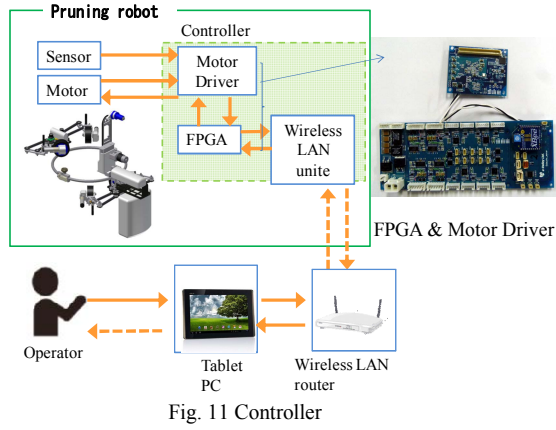 Pruning robot
Controller
Sensor
Motor
Motor
Driver
FPGA
Wireless
LAN
unite
FPGA & Motor Driver
Operator
Tablet
PC
Wireless LAN
router
Fig. 11 Controller